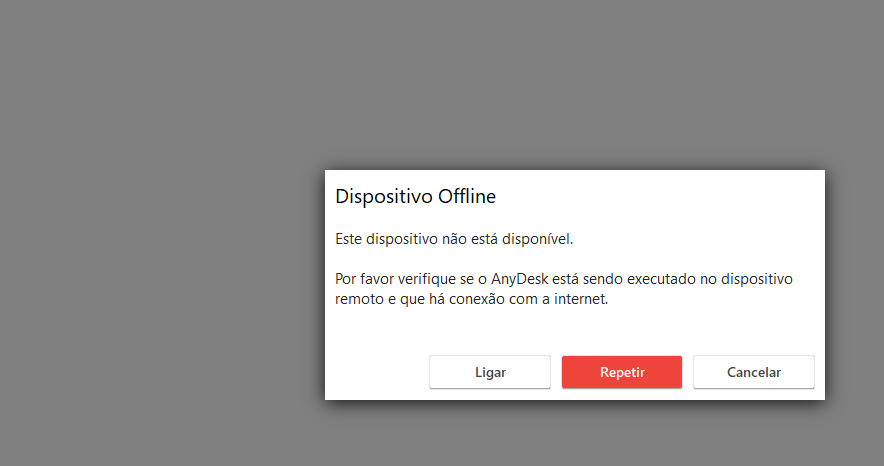 Dispositivo Offline
Este dispositivo não está disponível.
Por favor verifique se o AnyDesk está sendo executado no dispositivo
remoto e que há conexão com a internet.
Ligar
Repetir
Cancelar